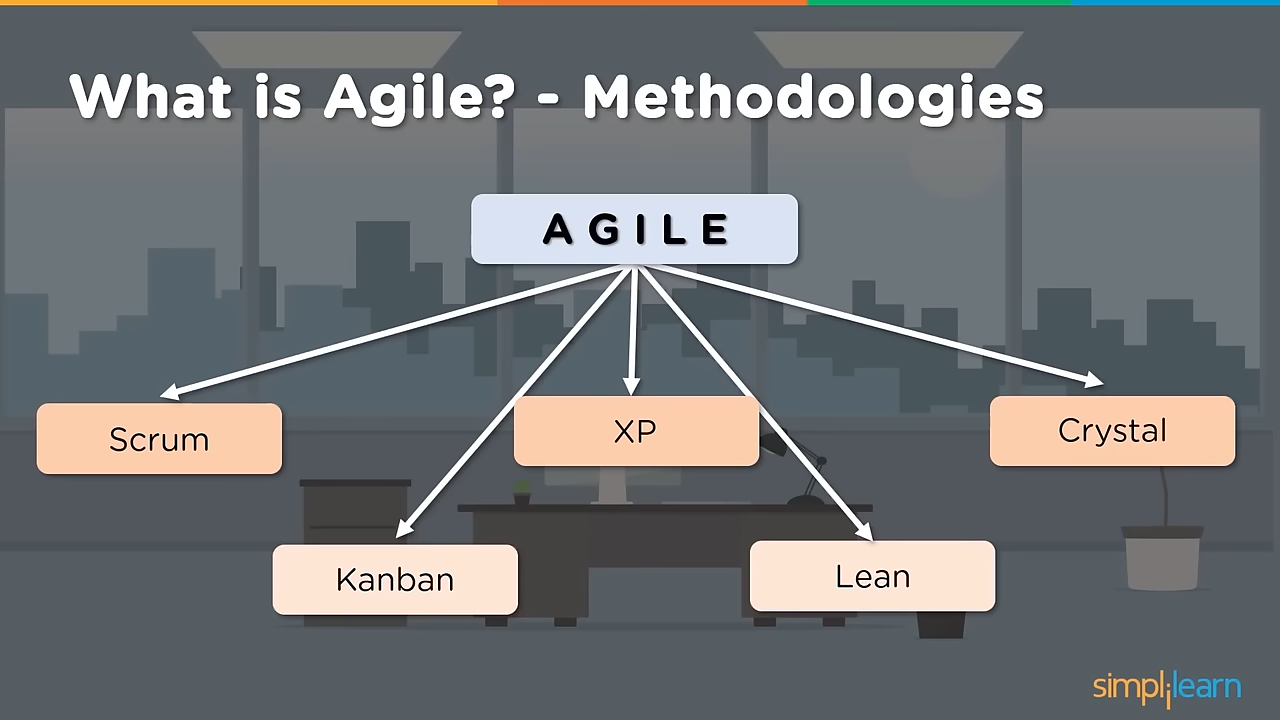 What is Agile? - Methodologies
AGILE
Scrum
XP
Crystal
Kanban
Lean
simplilearn